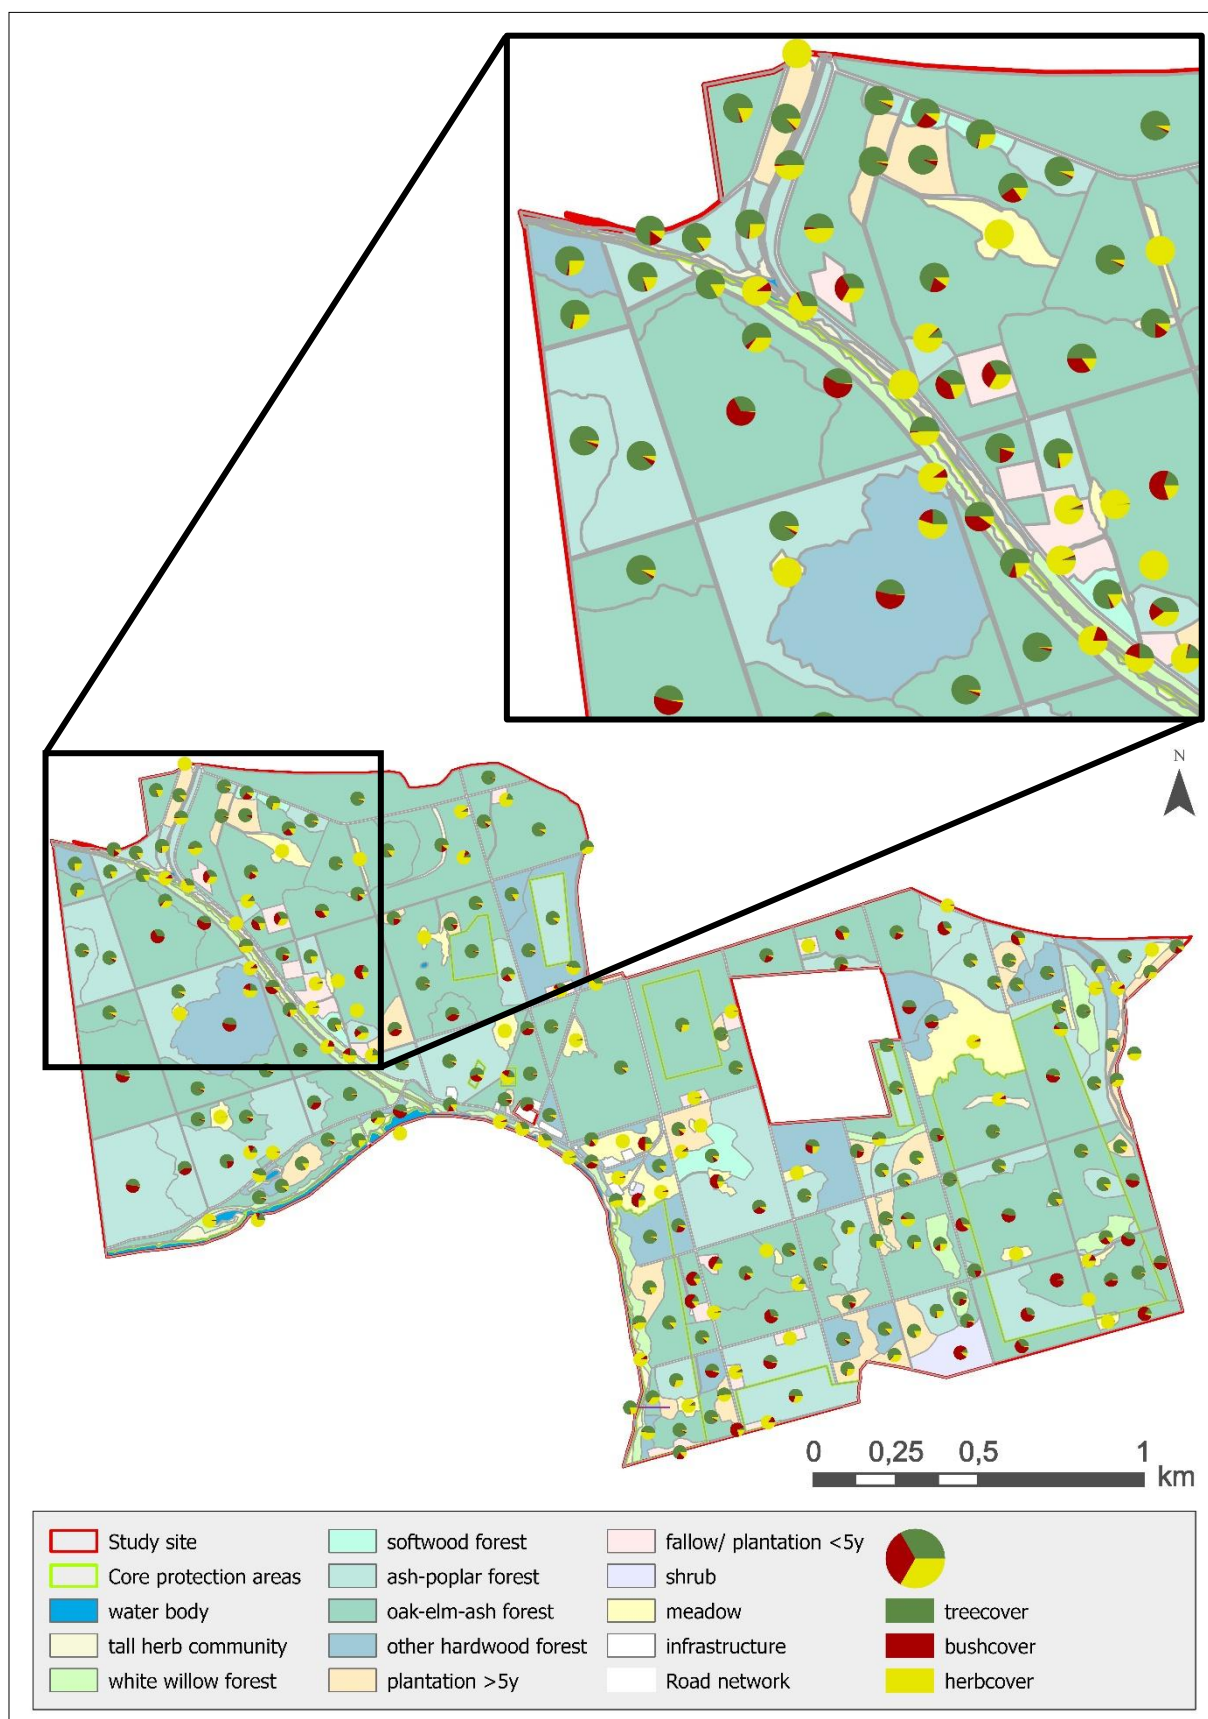 N
0 0,25 0,5 1
km
Study site
Core protection areas
water body
tall herb community
white willow forest
softwood forest
ash-poplar forest
oak-elm-ash forest
other hardwood forest
plantation >5y
fallow/ plantation <5y
shrub
meadow
infrastructure
Road network
treecover
bushcover
herbcover